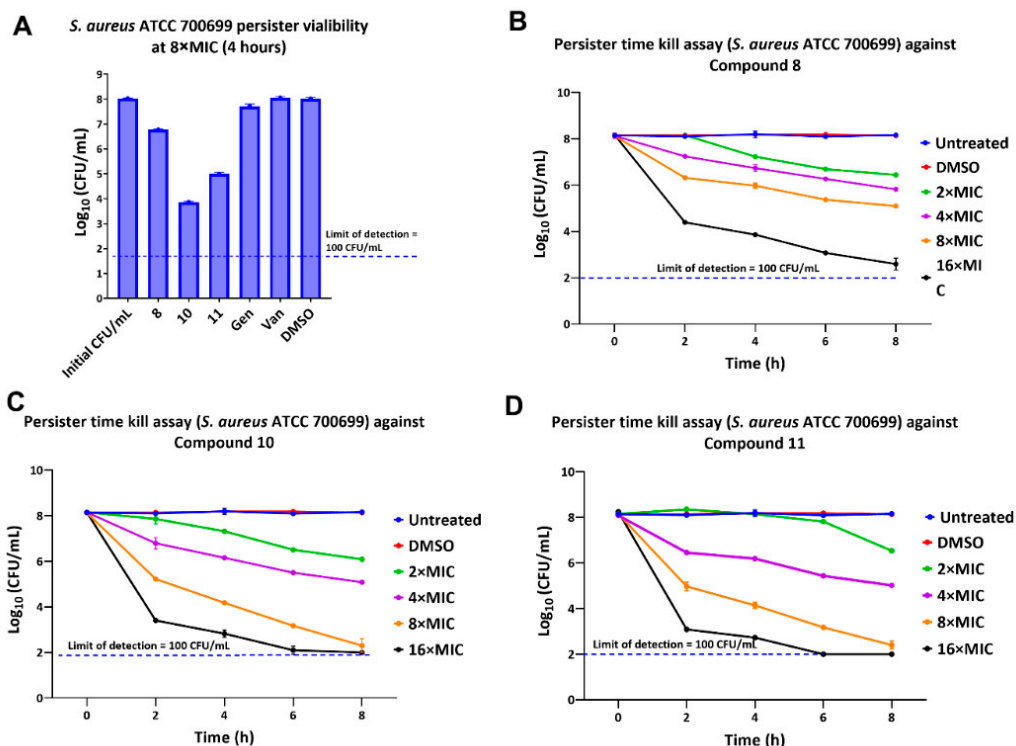 A
S. aureus ATCC 700699 persister vialibility
at 8×MIC (4 hours)
Log10 (CFU/mL)
9
8
7
6
5
4
3
2
1
0
Limit of detection =
100 CFU/mL
Initial CFU/mL
8
10
11
Gen
Van
DMSO
B
Persister time kill assay (S. aureus ATCC 700699) against
Compound 8
Log10 (CFU/mL)
10
8
6
4
2
0
Limit of detection = 100 CFU/mL
0 2 4 6 8
Time (h)
Untreated
DMSO
2×MIC
4×MIC
8×MIC
16×MI
C
C
Persister time kill assay (S. aureus ATCC 700699) against
Compound 10
Log10 (CFU/mL)
10
8
6
4
2
0
Limit of detection = 100 CFU/mL
0 2 4 6 8
Time (h)
Untreated
DMSO
2×MIC
4×MIC
8×MIC
16×MIC
D
Persister time kill assay (S. aureus ATCC 700699) against
Compound 11
Log10 (CFU/mL)
10
8
6
4
2
0
Limit of detection = 100 CFU/mL
0 2 4 6 8
Time (h)
Untreated
DMSO
2×MIC
4×MIC
8×MIC
16×MIC